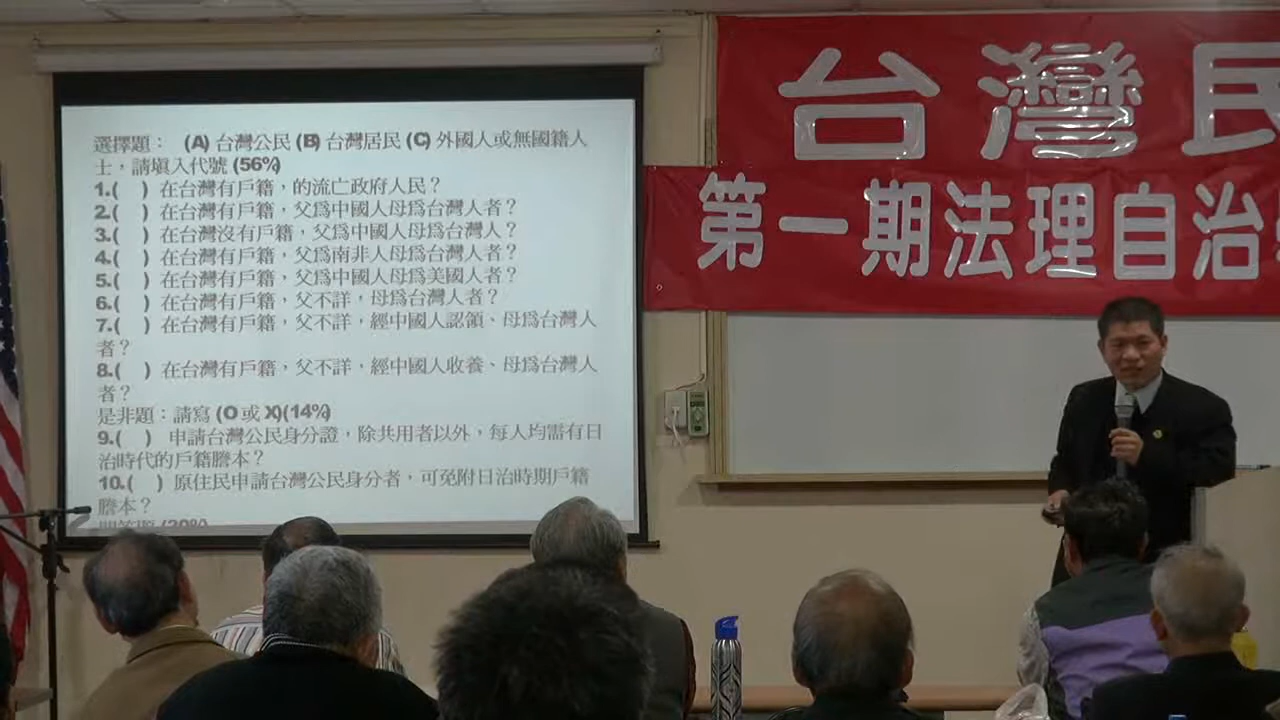 選擇題： (A) 台灣公民 (B) 台灣居民 (C) 外國人或無國籍人
士，請填入代號 (56%)
1.( ) 在台灣有戶籍，的流亡政府人民？
2.( ) 在台灣有戶籍，父為中國人母為台灣人者？
3.( ) 在台灣沒有戶籍，父為中國人母為台灣人？
4.( ) 在台灣有戶籍，父為南非人母為台灣人者？
5.( ) 在台灣有戶籍，父為中國人母為美國人者？
6.( ) 在台灣有戶籍，父不詳，母為台灣人者？
7.( ) 在台灣有戶籍，父不詳，經中國人認領、母為台灣人
者？
8.( ) 在台灣有戶籍，父不詳，經中國人收養、母為台灣人
者？
是非題：請寫 (O 或 X)(14%)
9.( ) 申請台灣公民身分證，除共用者以外，每人均需有日
治時代的戶籍謄本？
10.( ) 原住民申請台灣公民身分者，可免附日治時期戶籍
謄本？
台灣民
第一期法理自治